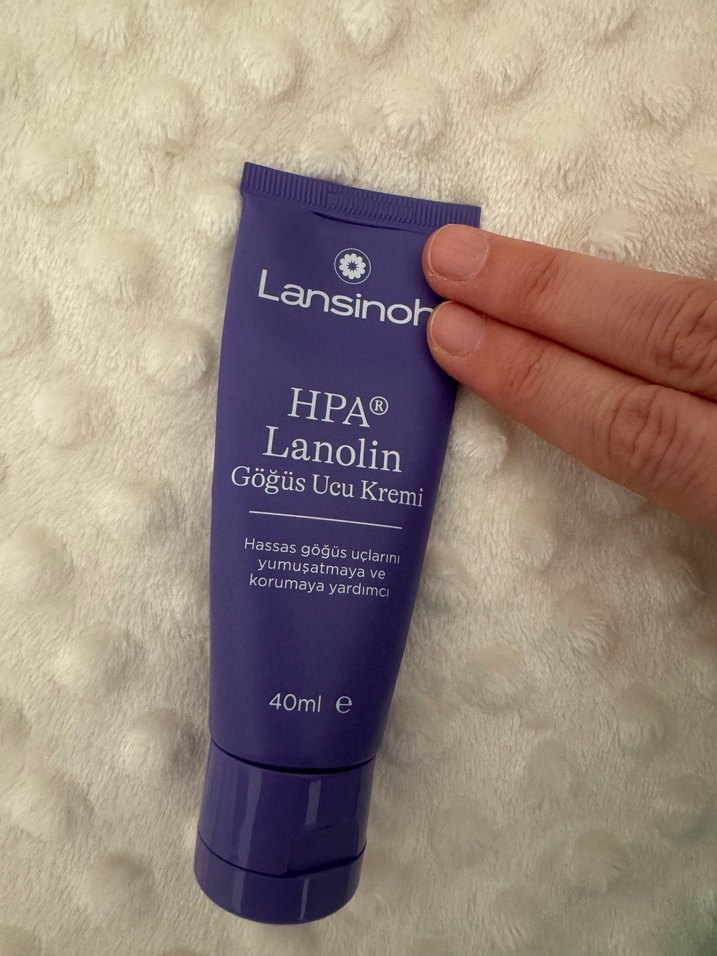 Lansinoh
HPA®
Lanolin
Göğüs Ucu Kremi
Hassas göğüs uçlarını
yumuşatmaya ve
korumaya yardımcı
40ml ℮